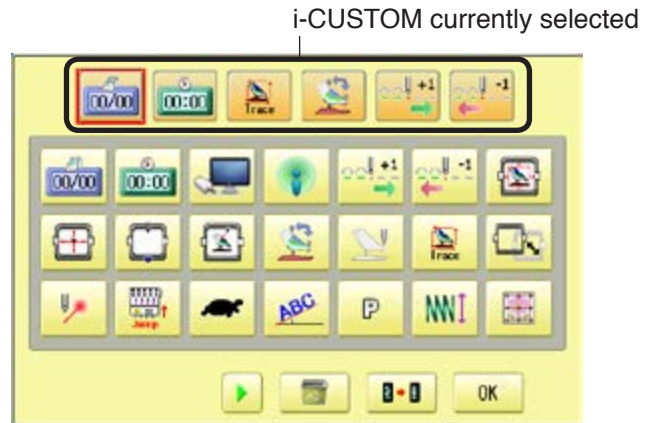 i-CUSTOM currently selected
00/00 00:00 Trace +1 -1
00/00 00:00 +1 -1
Trace
Jump ABC P
OK